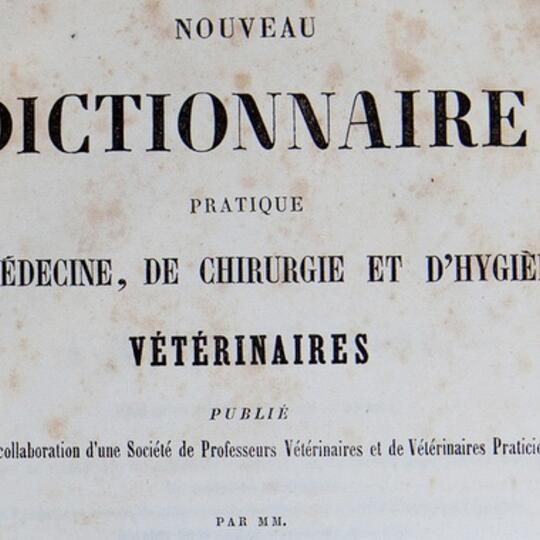 NOUVEAU
DICTIONNAIRE
PRATIQUE
ÉDECINE, DE CHIRURGIE ET D'HYGIÈ
VÉTÉRINAIRES
PUBLIÉ
collaboration d'une Société de Professeurs Vétérinaires et de Vétérinaires Praticie
PAR MM.